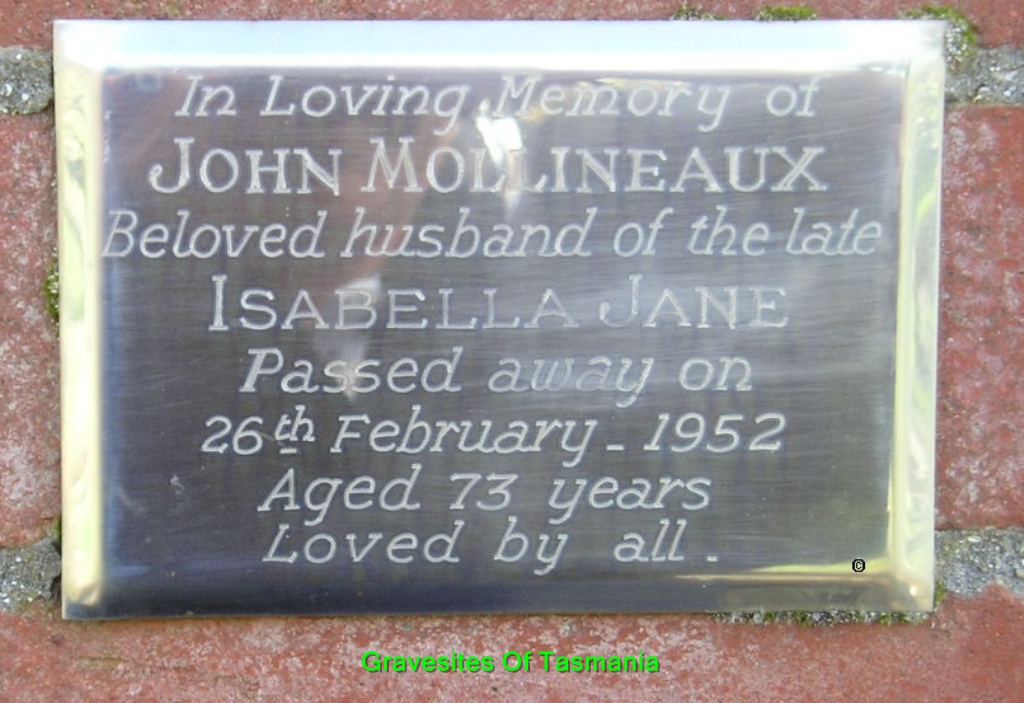 In Loving Memory of
JOHN MOLLINEAUX
Beloved husband of the late
ISABELLA JANE
Passed away on
26th February - 1952
Aged 73 years
Loved by all.
©
Gravesites Of Tasmania